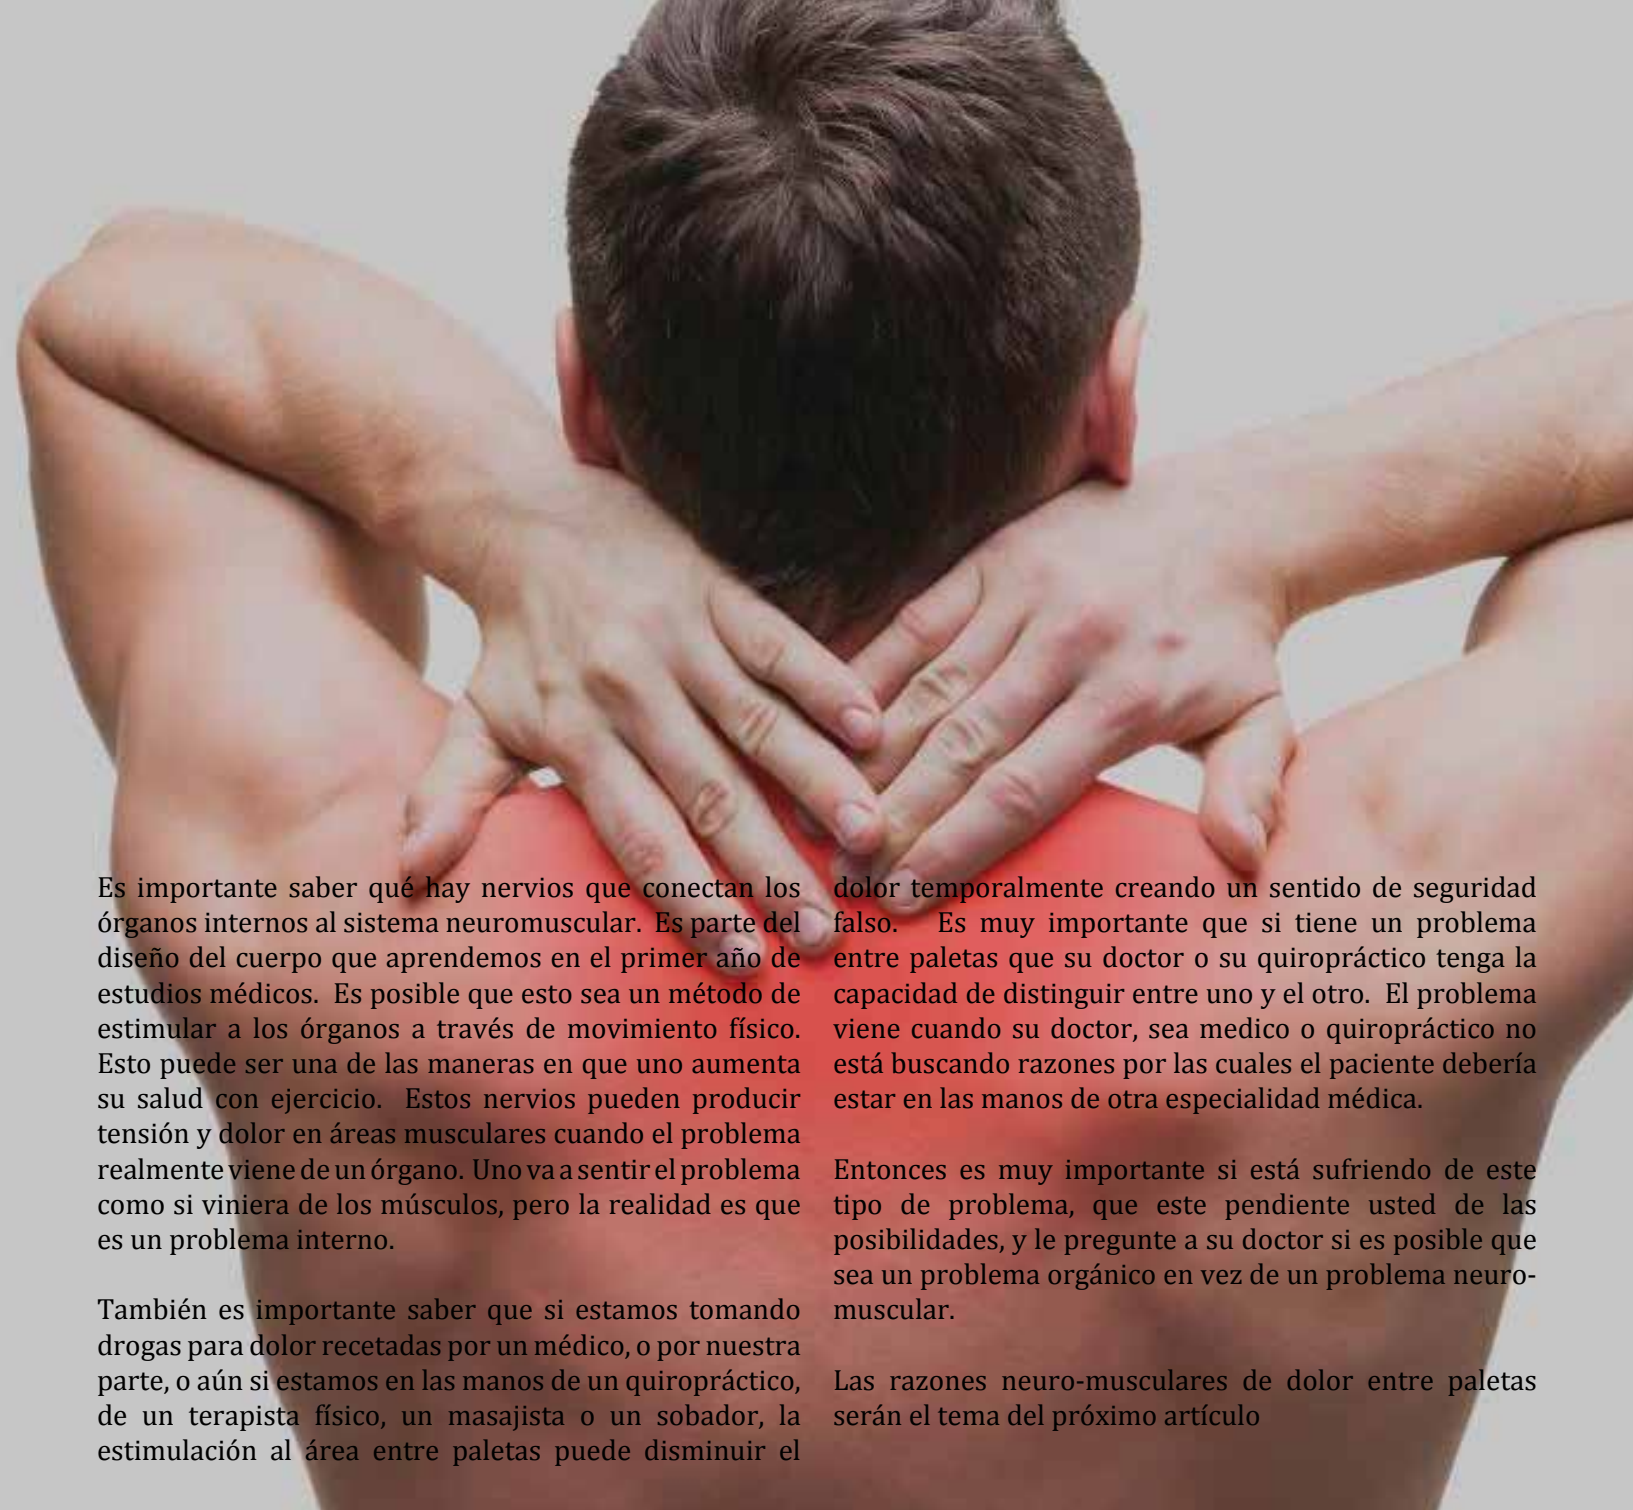 Es importante saber qué hay nervios que conectan los
órganos internos al sistema neuromuscular. Es parte del
diseño del cuerpo que aprendemos en el primer año de
estudios médicos. Es posible que esto sea un método de
estimular a los órganos a través de movimiento físico.
Esto puede ser una de las maneras en que uno aumenta
su salud con ejercicio. Estos nervios pueden producir
tensión y dolor en áreas musculares cuando el problema
realmente viene de un órgano. Uno va a sentir el problema
como si viniera de los músculos, pero la realidad es que
es un problema interno.

También es importante saber que si estamos tomando
drogas para dolor recetadas por un médico, o por nuestra
parte, o aún si estamos en las manos de un quiropráctico,
de un terapista físico, un masajista o un sobador, la
estimulación al área entre paletas puede disminuir el
dolor temporalmente creando un sentido de seguridad
falso. Es muy importante que si tiene un problema
entre paletas que su doctor o su quiropráctico tenga la
capacidad de distinguir entre uno y el otro. El problema
viene cuando su doctor, sea medico o quiropráctico no
está buscando razones por las cuales el paciente debería
estar en las manos de otra especialidad médica.

Entonces es muy importante si está sufriendo de este
tipo de problema, que este pendiente usted de las
posibilidades, y le pregunte a su doctor si es posible que
sea un problema orgánico en vez de un problema neuro-
muscular.

Las razones neuro-musculares de dolor entre paletas
serán el tema del próximo artículo